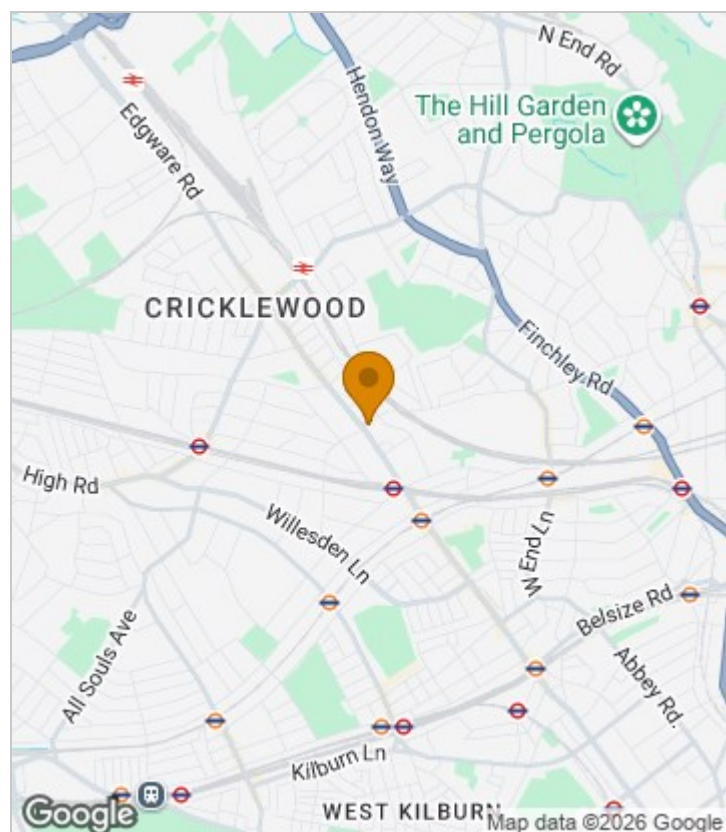 N End Rd
The Hill Garden
and Pergola
Hendon Way
Edgware Rd
CRICKLEWOOD
Finchley Rd
High Rd
Willesden Ln
W End Ln
Belsize Rd
Abbey Rd.
All Souls Ave
Kilburn Ln
WEST KILBURN
Google
Map data ©2026 Google